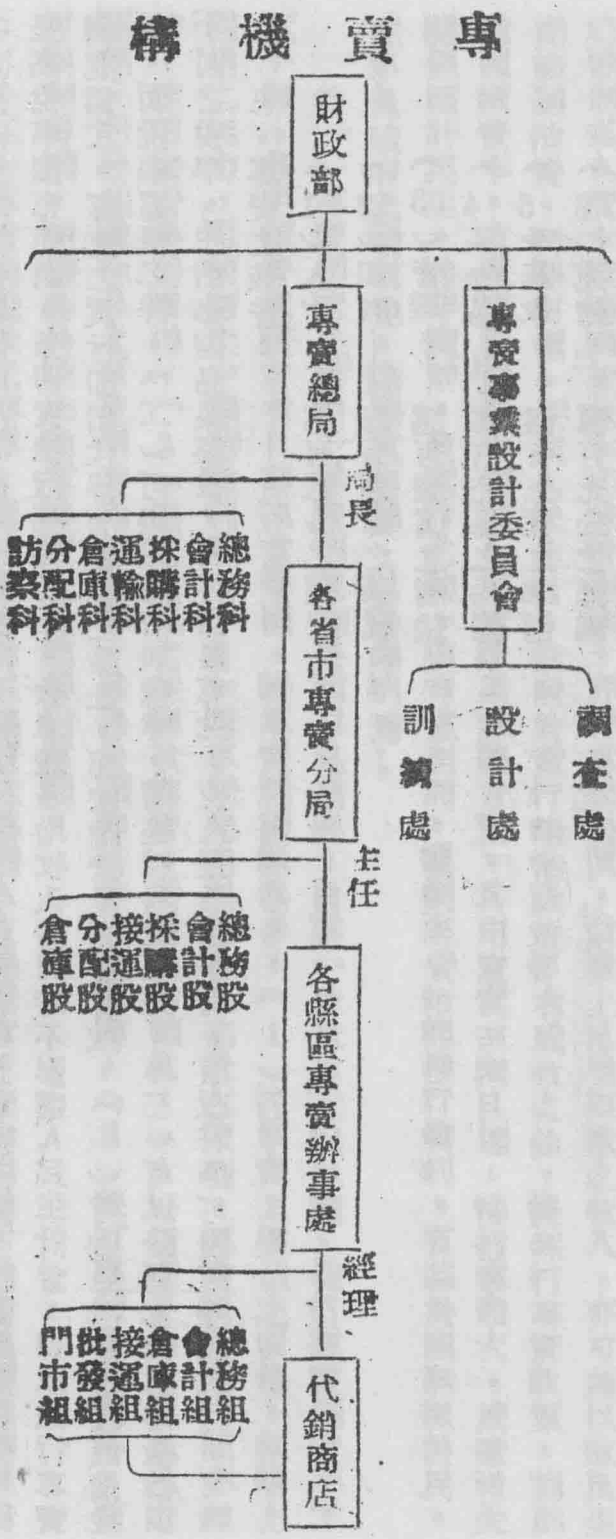 專賣機構
財政部
專賣事業設計委員會
調查處
設計處
訓練處
專賣總局
局長
總務科
會計科
採購科
運輸科
倉庫科
分配科
訪察科
各省市專賣分局
主任
總務股
會計股
採購股
接運股
分配股
倉庫股
各縣區專賣辦事處
經理
總務組
會計組
倉庫組
接運組
批發組
門市組
代銷商店